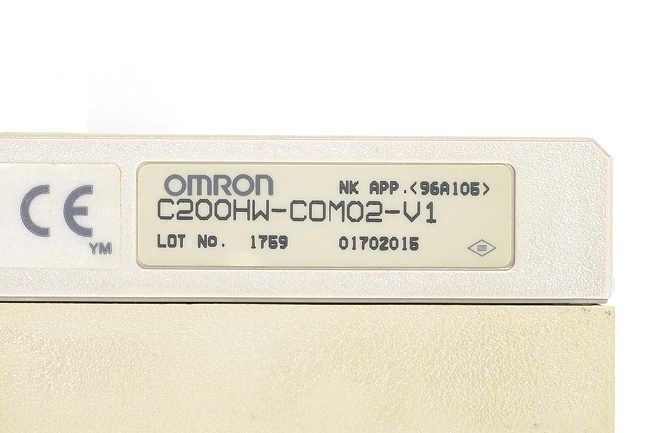 CE
YM
OMRON
NK APP.<96A105>
C200HW-COM02-V1
LOT No. 1759 01702015